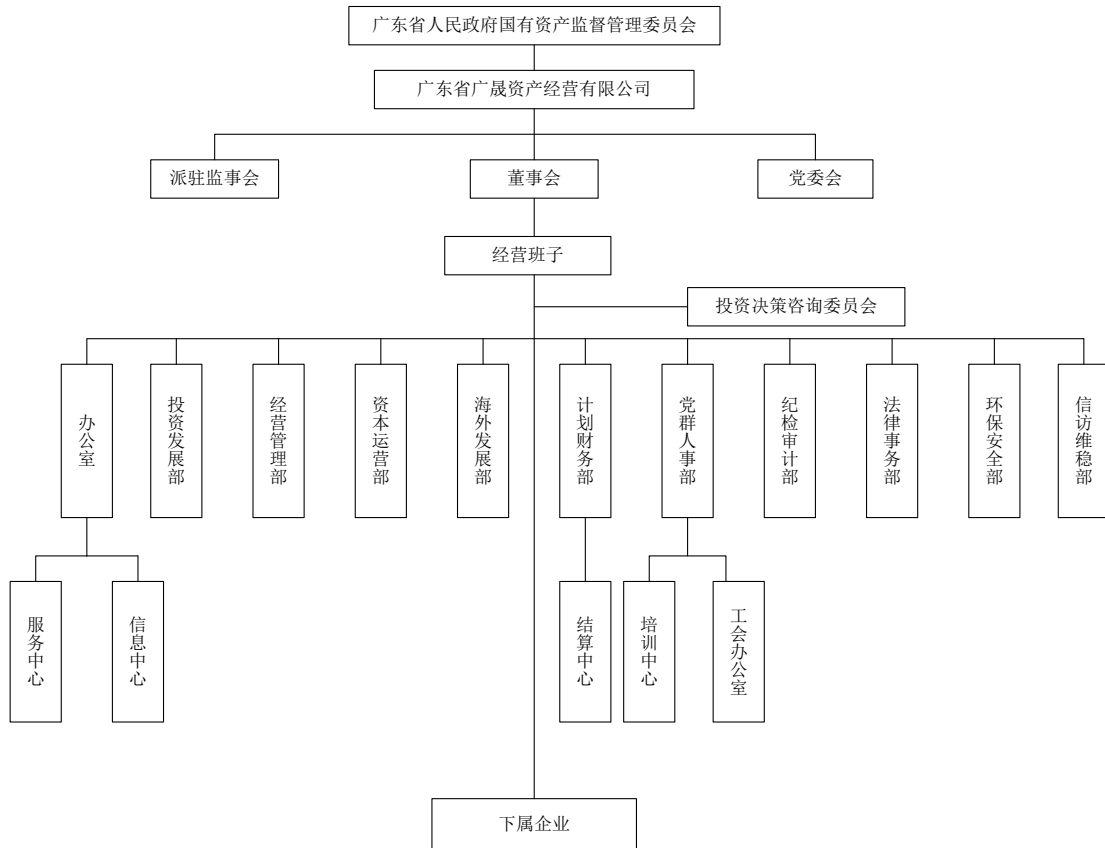 广东省人民政府国有资产监督管理委员会
广东省广晟资产经营有限公司
派驻监事会
董事会
党委会
经营班子
投资决策咨询委员会
办公室
投资发展部
经营管理部
资本运营部
海外发展部
计划财务部
党群人事部
纪检审计部
法律事务部
环保安全部
信访维稳部
服务中心
信息中心
结算中心
培训中心
工会办公室
下属企业